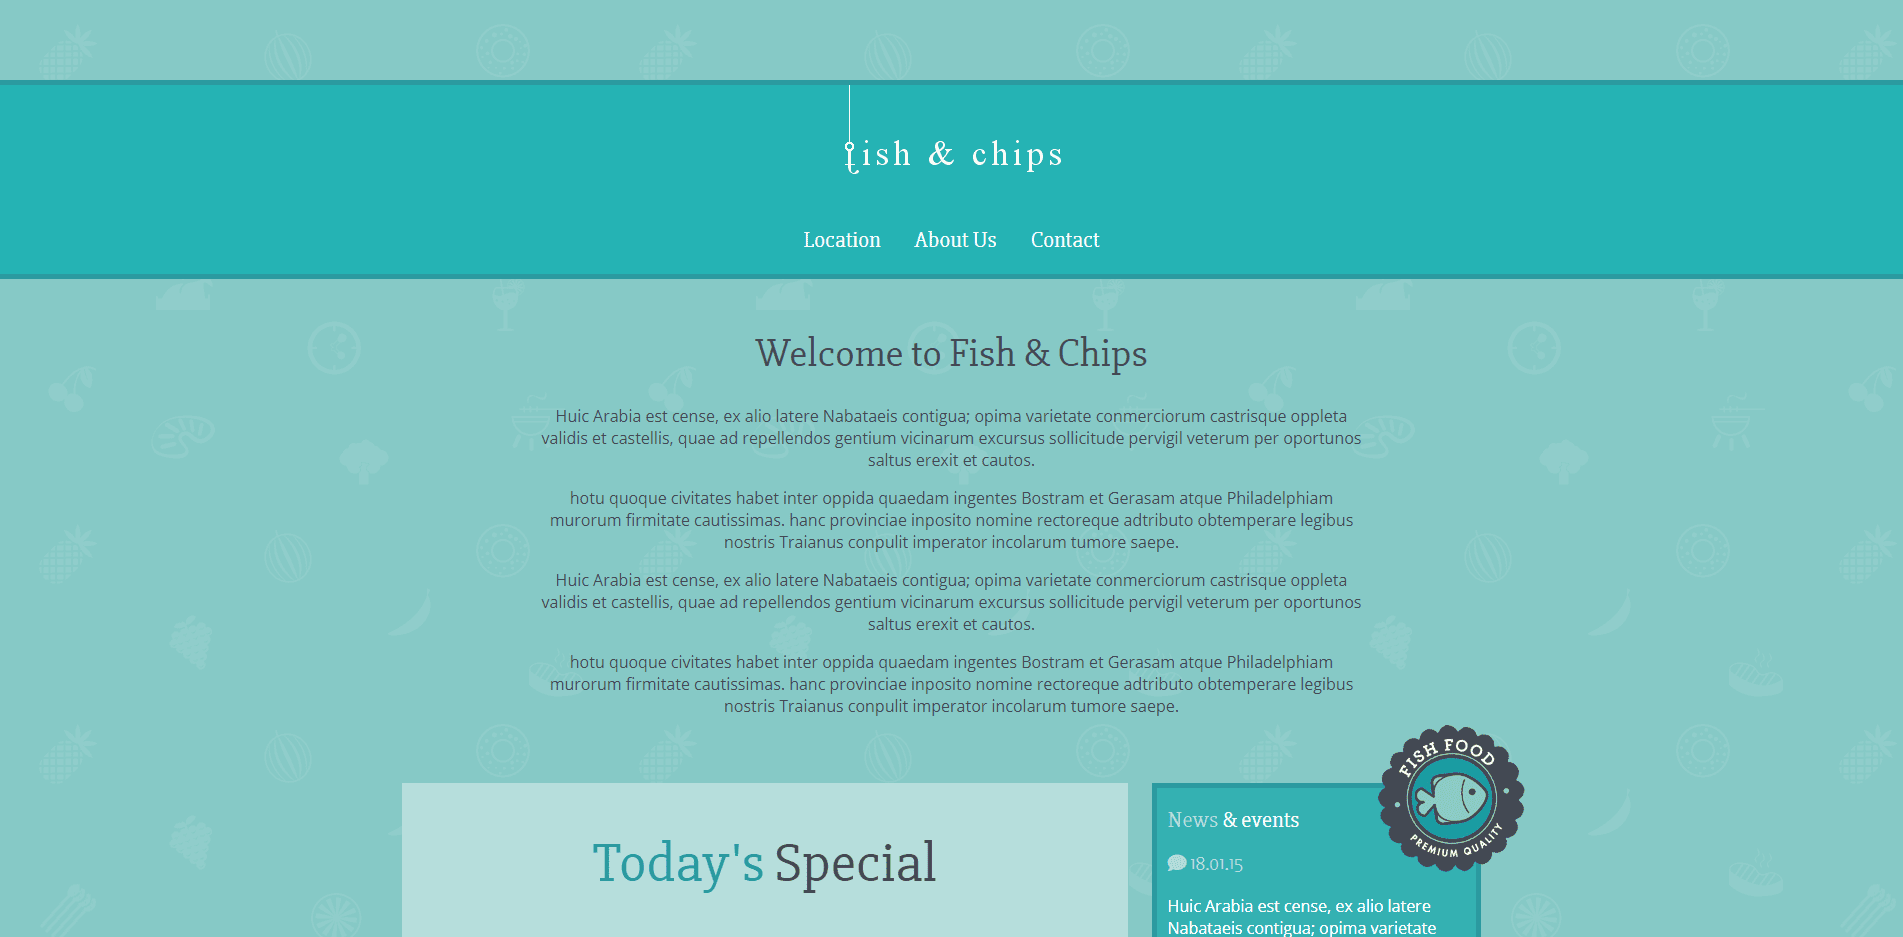 fish & chips
Location About Us Contact
Welcome to Fish & Chips
Huic Arabia est cense, ex alio latere Nabataeis contigua; opima varietate conmerciorum castrisque oppleta
validis et castellis, quae ad repellendos gentium vicinarum excursus sollicitude pervigil veterum per oportunos
saltus erexit et cautos.
hotu quoque civitates habet inter oppida quaedam ingentes Bostram et Gerasam atque Philadelphiam
murorum firmitate cautissimas. hanc provinciae inposito nomine rectoreque adtributo obtemperare legibus
nostris Traianus conpulit imperator incolarum tumore saepe.
Huic Arabia est cense, ex alio latere Nabataeis contigua; opima varietate conmerciorum castrisque oppleta
validis et castellis, quae ad repellendos gentium vicinarum excursus sollicitude pervigil veterum per oportunos
saltus erexit et cautos.
hotu quoque civitates habet inter oppida quaedam ingentes Bostram et Gerasam atque Philadelphiam
murorum firmitate cautissimas. hanc provinciae inposito nomine rectoreque adtributo obtemperare legibus
nostris Traianus conpulit imperator incolarum tumore saepe.
Today's Special
FISH FOOD
PREMIUM QUALITY
News & events
18.01.15
Huic Arabia est cense, ex alio latere
Nabataeis contigua; opima varietate